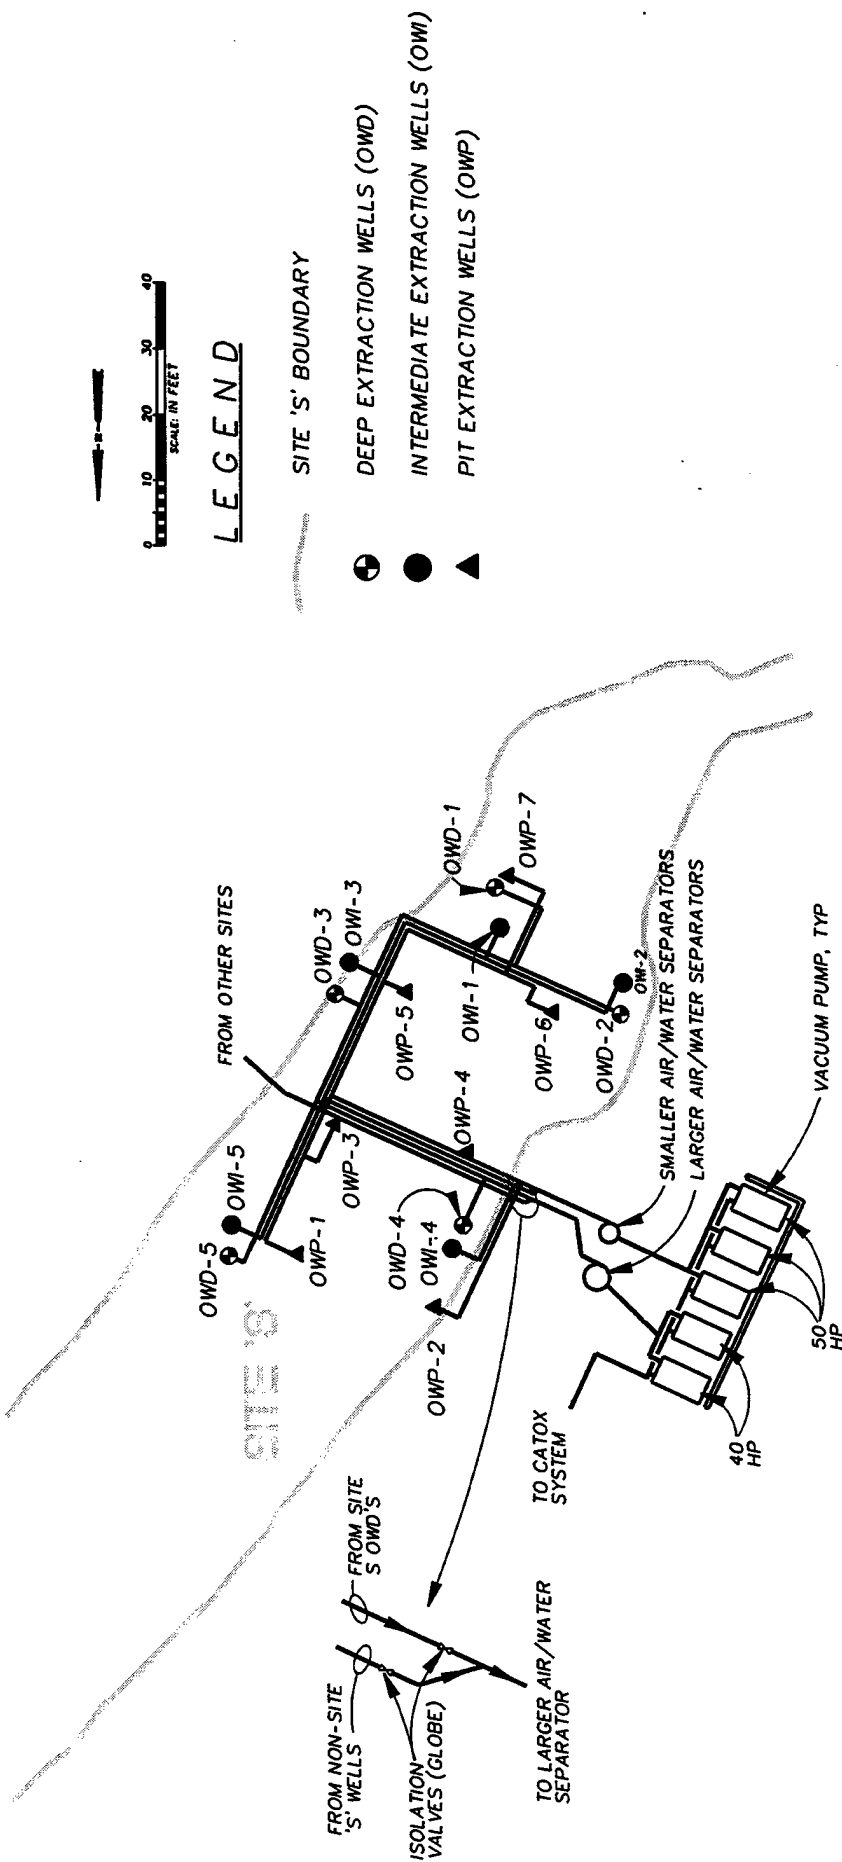 0 10 20 30 40
SCALE: IN FEET
LEGEND
SITE 'S' BOUNDARY
DEEP EXTRACTION WELLS (OWD)
INTERMEDIATE EXTRACTION WELLS (OWI)
PIT EXTRACTION WELLS (OWP)
SITE 'S'
FROM OTHER SITES
OWD-5
OWI-5
OWP-1
OWP-3
OWD-3
OWI-3
OWP-5
OWD-1
OWP-7
OWI-1
OWP-6
OWD-2
OWI-2
OWP-4
OWD-4
OWI-4
OWP-2
SMALLER AIR/WATER SEPARATORS
LARGER AIR/WATER SEPARATORS
VACUUM PUMP, TYP
50
HP
40
HP
TO CATOX
SYSTEM
FROM SITE
S OWD'S
FROM NON-SITE
'S' WELLS
ISOLATION
VALVES (GLOBE)
TO LARGER AIR/WATER
SEPARATOR